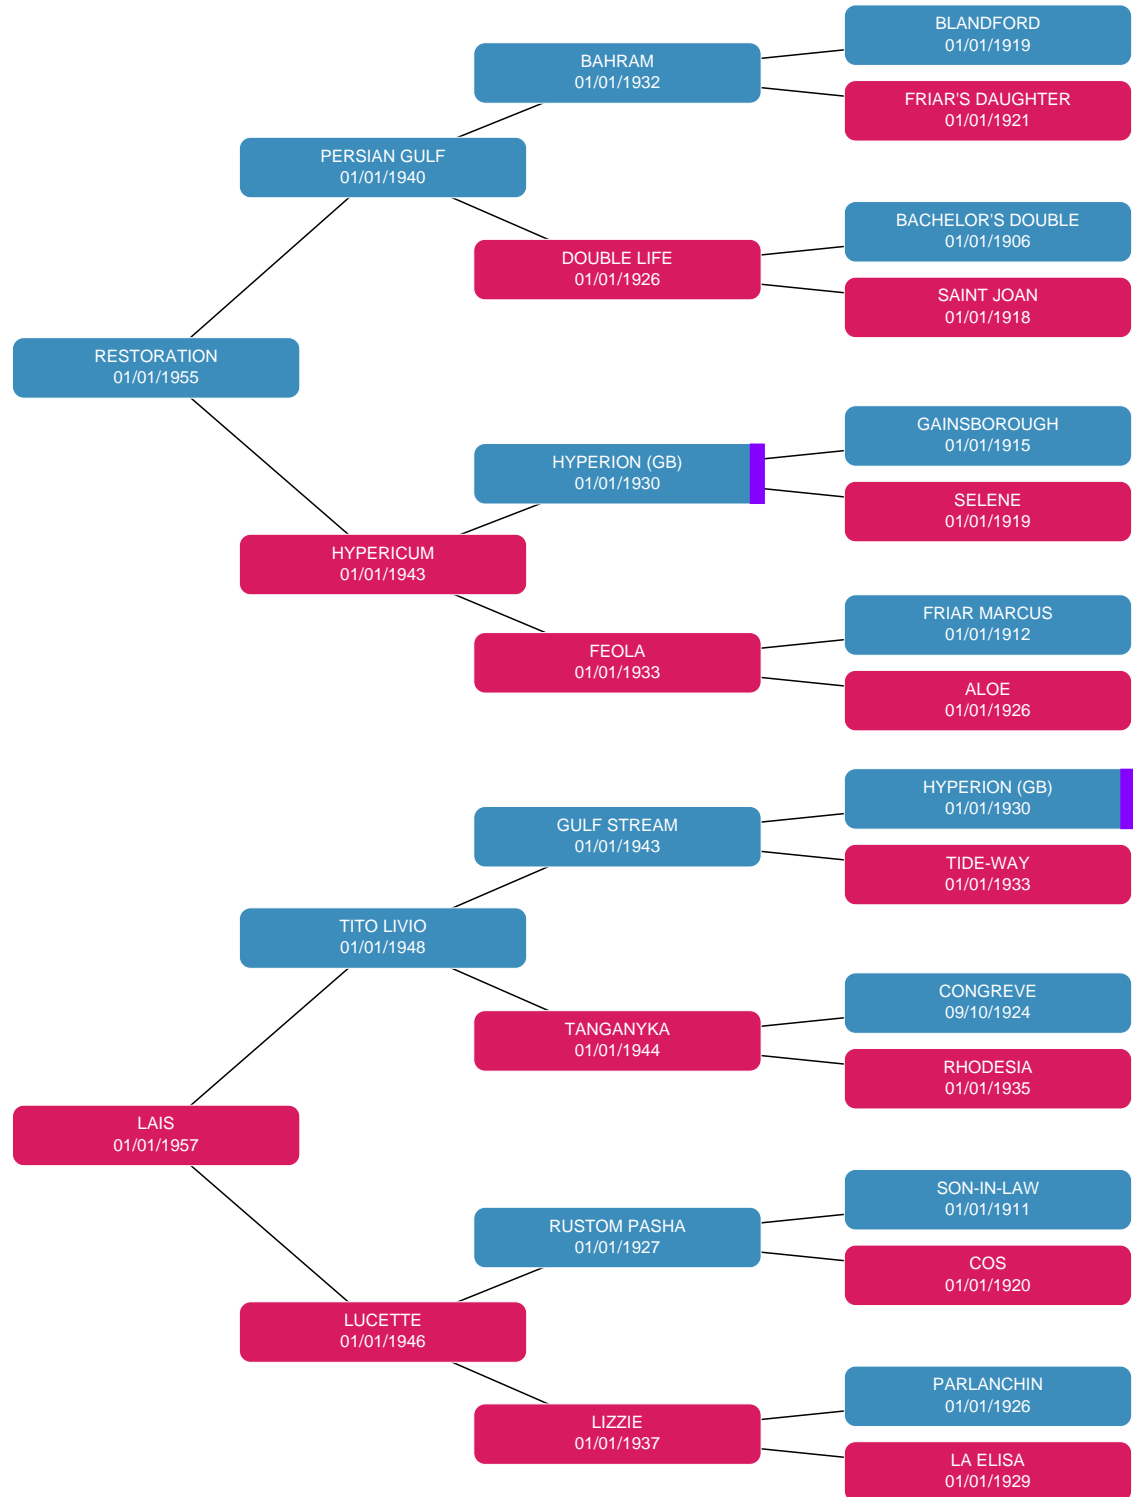 BLANDFORD
01/01/1919
BAHRAM
01/01/1932
FRIAR'S DAUGHTER
01/01/1921
PERSIAN GULF
01/01/1940
BACHELOR'S DOUBLE
01/01/1906
DOUBLE LIFE
01/01/1926
SAINT JOAN
01/01/1918
RESTORATION
01/01/1955
GAINSBOROUGH
01/01/1915
HYPERION (GB)
01/01/1930
SELENE
01/01/1919
HYPERICUM
01/01/1943
FRIAR MARCUS
01/01/1912
FEOLA
01/01/1933
ALOE
01/01/1926
HYPERION (GB)
01/01/1930
GULF STREAM
01/01/1943
TIDE-WAY
01/01/1933
TITO LIVIO
01/01/1948
CONGREVE
09/10/1924
TANGANYKA
01/01/1944
RHODESIA
01/01/1935
LAIS
01/01/1957
SON-IN-LAW
01/01/1911
RUSTOM PASHA
01/01/1927
COS
01/01/1920
LUCETTE
01/01/1946
PARLANCHIN
01/01/1926
LIZZIE
01/01/1937
LA ELISA
01/01/1929